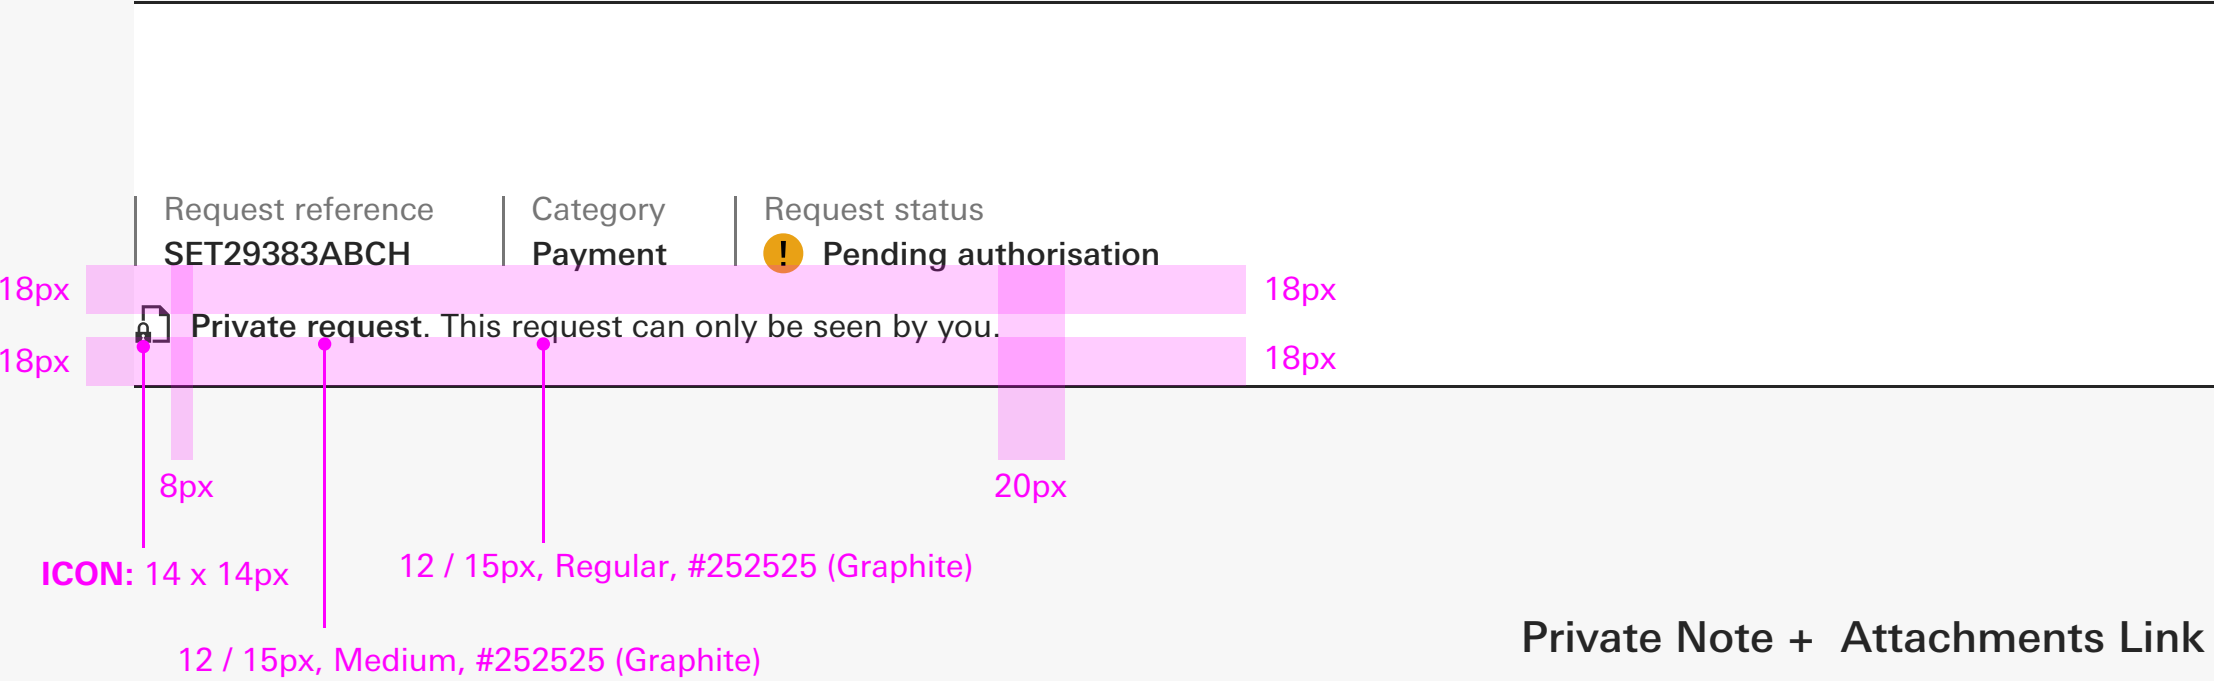 Request reference
Category
Request status
SET29383ABCH
Payment
! Pending authorisation
18px
18px
Private request. This request can only be seen by you.
18px
18px
8px
20px
ICON: 14 x 14px
12 / 15px, Regular, #252525 (Graphite)
12 / 15px, Medium, #252525 (Graphite)
Private Note + Attachments Link